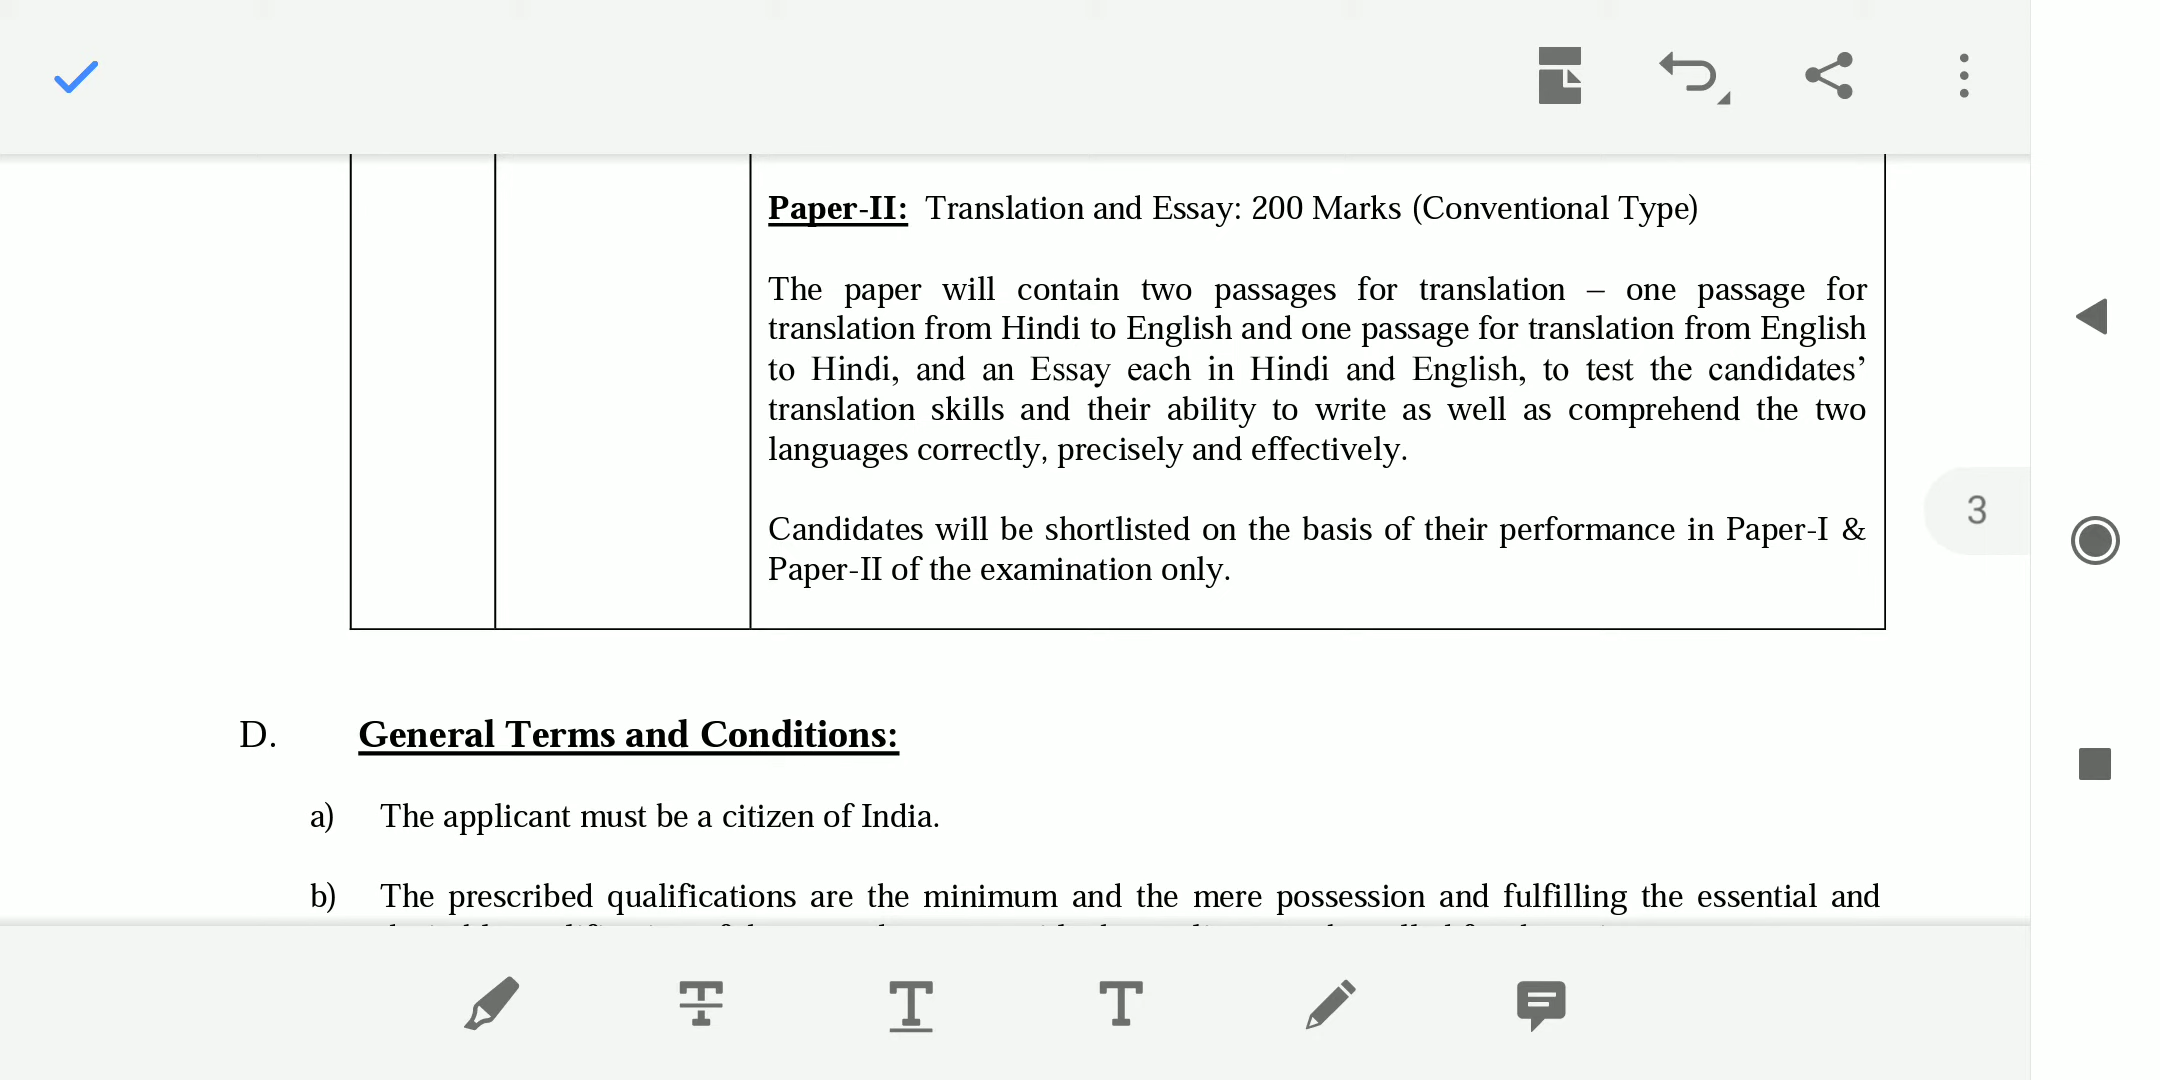 Paper-II: Translation and Essay: 200 Marks (Conventional Type)
The paper will contain two passages for translation – one passage for
translation from Hindi to English and one passage for translation from English
to Hindi, and an Essay each in Hindi and English, to test the candidates’
translation skills and their ability to write as well as comprehend the two
languages correctly, precisely and effectively.
Candidates will be shortlisted on the basis of their performance in Paper-I &
Paper-II of the examination only.
3
D. General Terms and Conditions:
a) The applicant must be a citizen of India.
b) The prescribed qualifications are the minimum and the mere possession and fulfilling the essential and